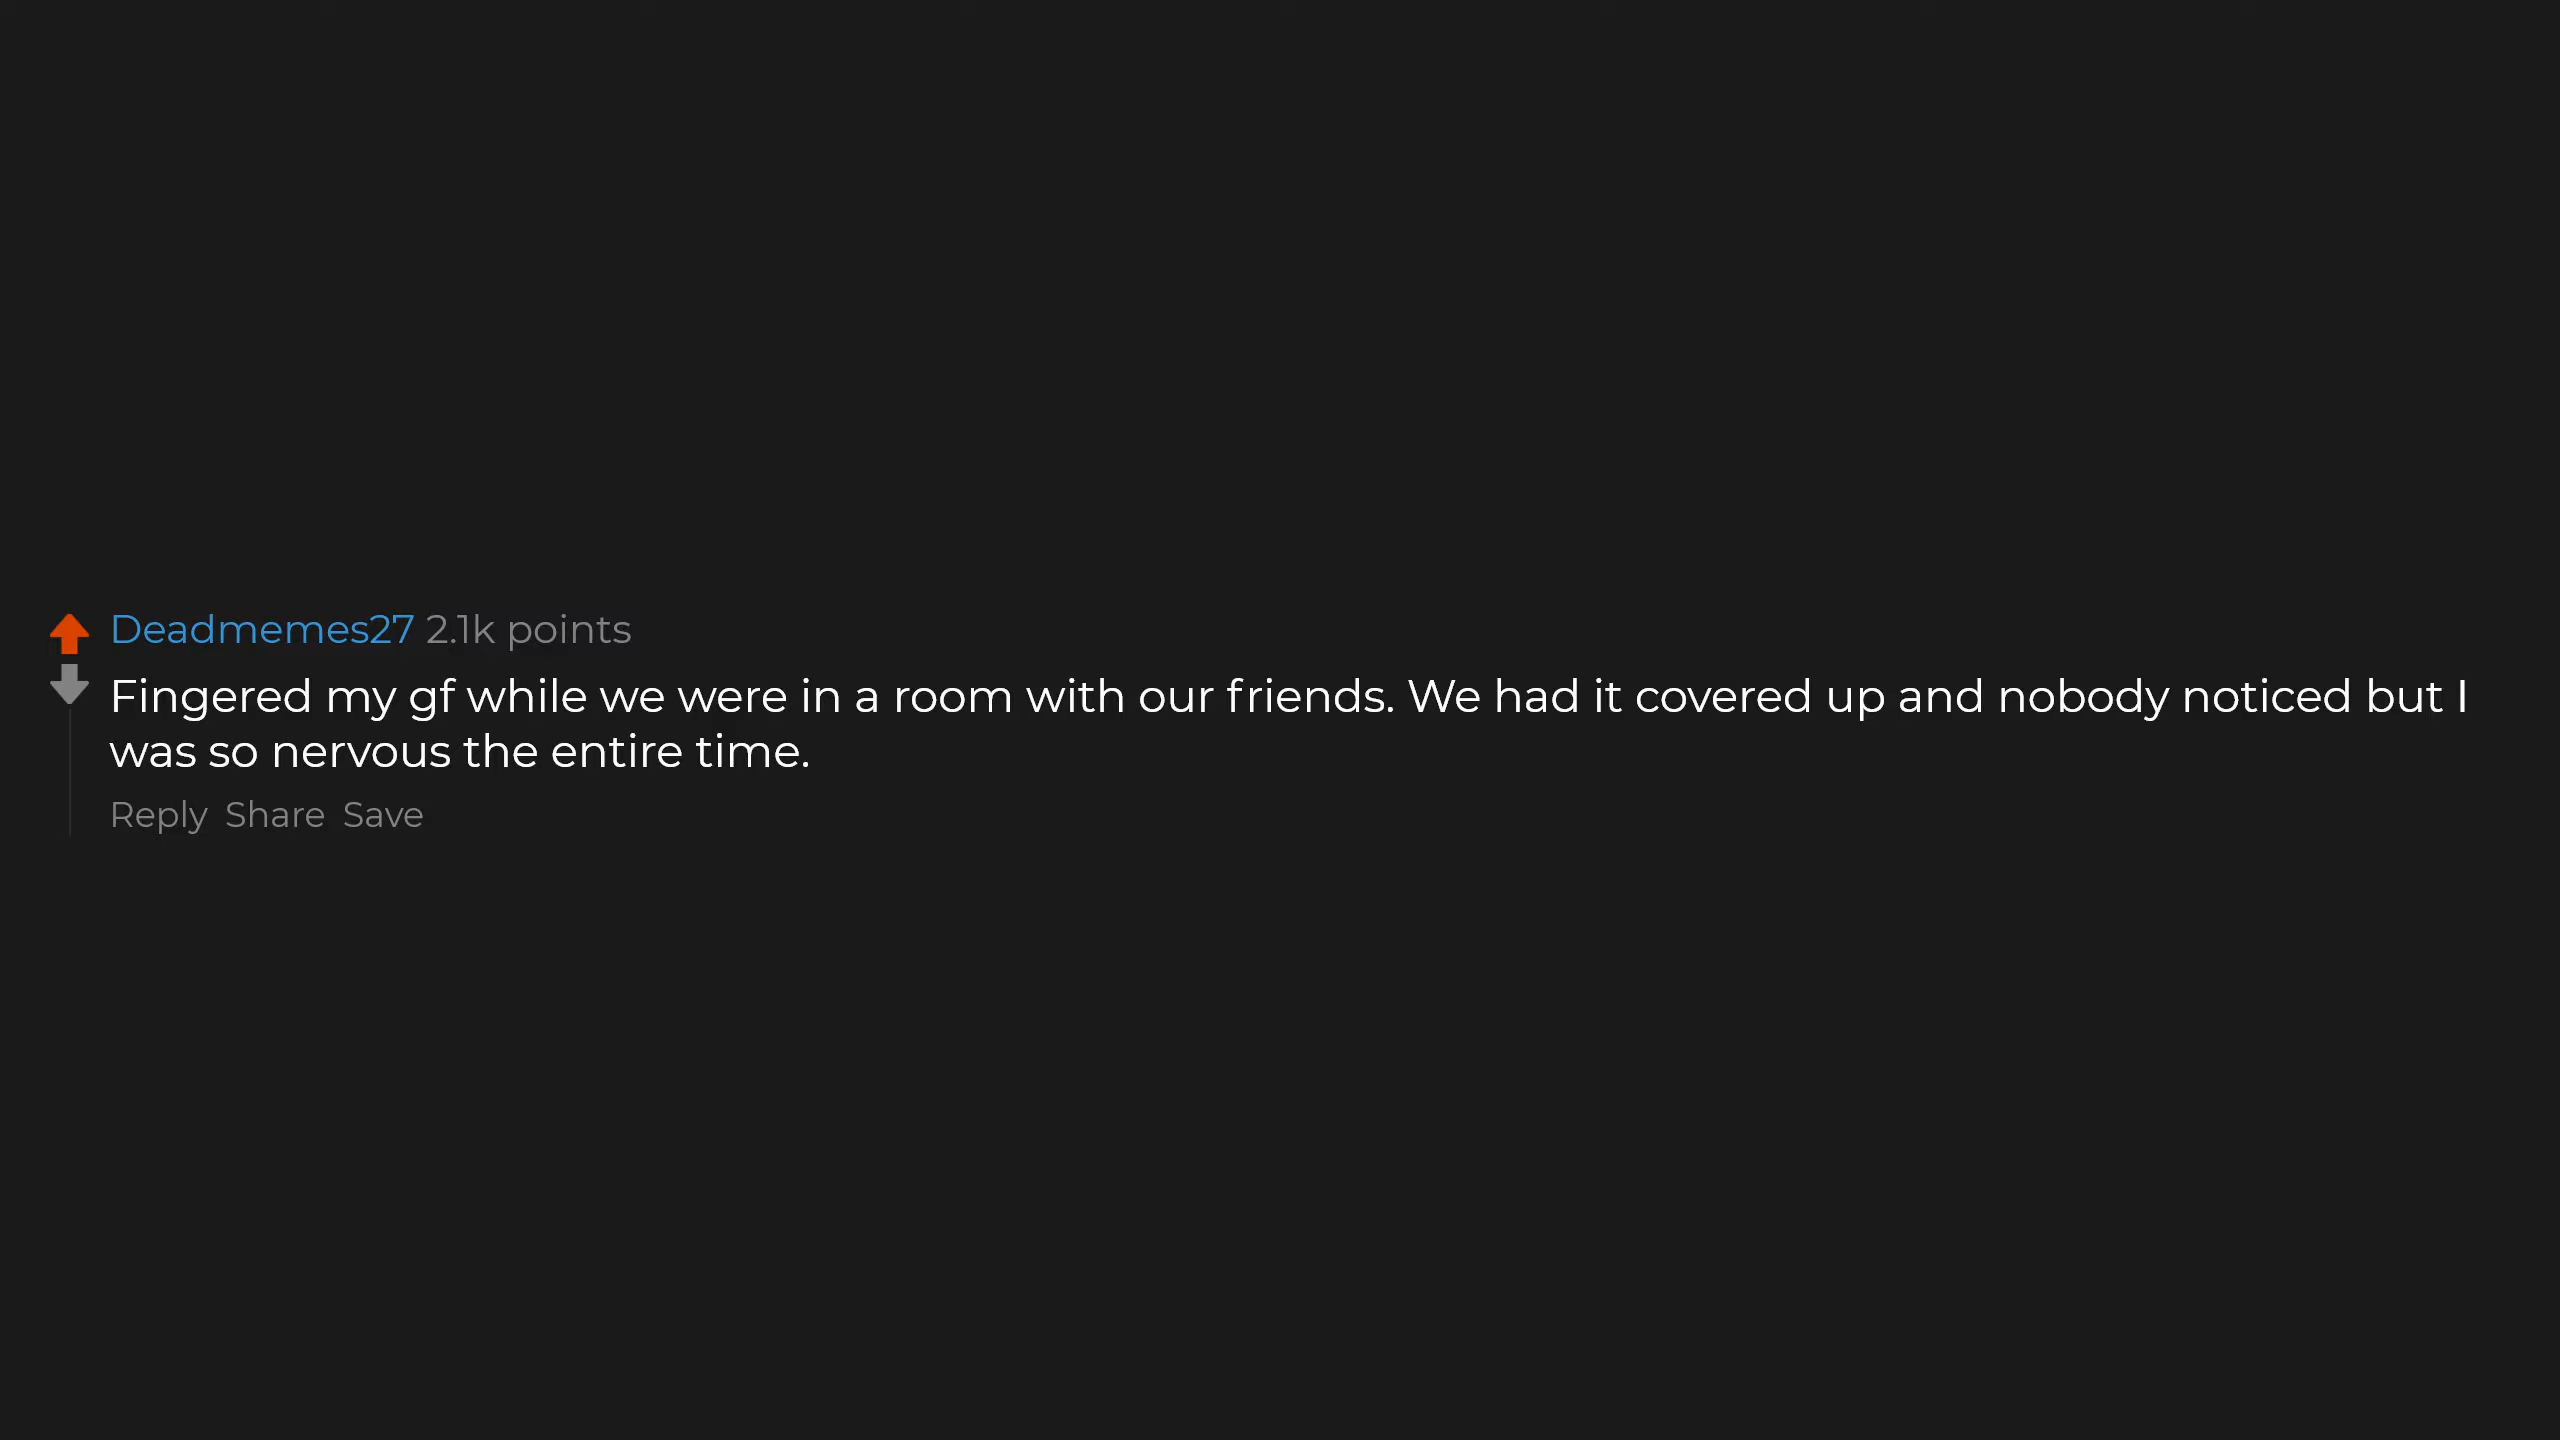 Deadmemes27 2.1k points
Fingered my gf while we were in a room with our friends. We had it covered up and nobody noticed but I
was so nervous the entire time.
Reply Share Save